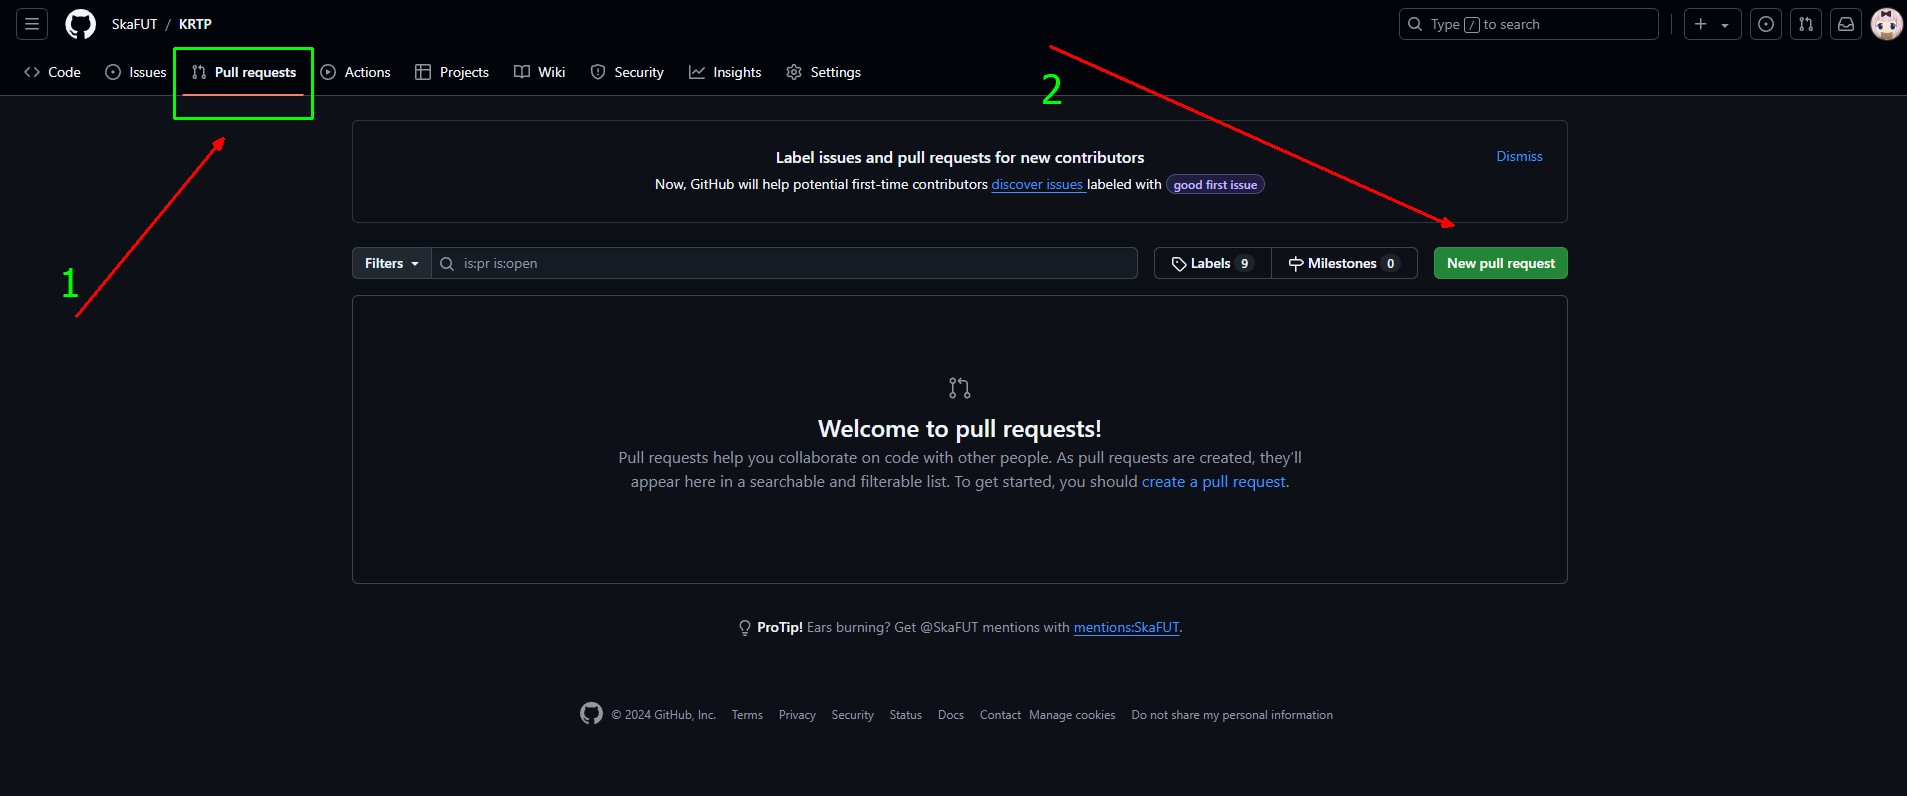 SkaFUT / KRTP
Type / to search
Code Issues Pull requests Actions Projects Wiki Security Insights Settings
2
Label issues and pull requests for new contributors
Dismiss
Now, GitHub will help potential first-time contributors discover issues labeled with good first issue
Filters is:pr is:open Labels 9 Milestones 0 New pull request
1
Welcome to pull requests!
Pull requests help you collaborate on code with other people. As pull requests are created, they’ll
appear here in a searchable and filterable list. To get started, you should create a pull request.
ProTip! Ears burning? Get @SkaFUT mentions with mentions:SkaFUT.
© 2024 GitHub, Inc. Terms Privacy Security Status Docs Contact Manage cookies Do not share my personal information